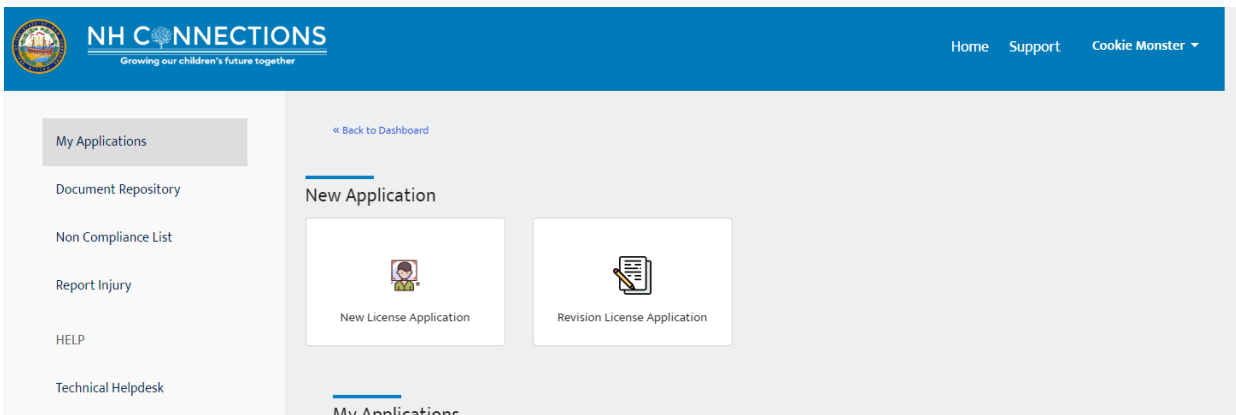 NH CONNECTIONS
Growing our children's future together
Home Support Cookie Monster
My Applications
Document Repository
Non Compliance List
Report Injury
HELP
Technical Helpdesk
« Back to Dashboard
New Application
New License Application
Revision License Application
My Applications